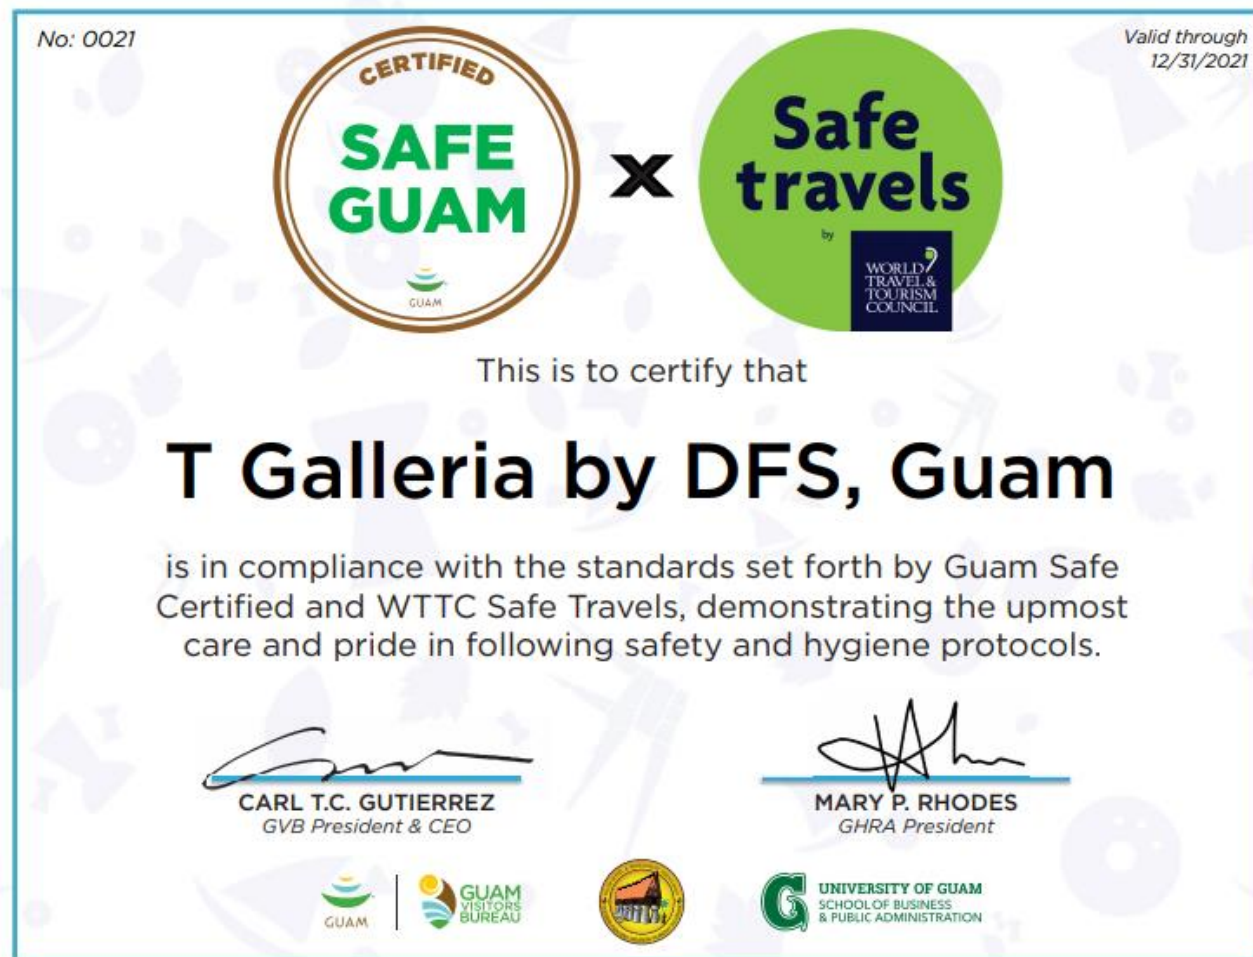 No: 0021
Valid through
12/31/2021
CERTIFIED
SAFE
GUAM
GUAM
X
Safe
travels
by
WORLD
TRAVEL &
TOURISM
COUNCIL
This is to certify that
T Galleria by DFS, Guam
is in compliance with the standards set forth by Guam Safe
Certified and WTTC Safe Travels, demonstrating the upmost
care and pride in following safety and hygiene protocols.
CARL T.C. GUTIERREZ
GVB President & CEO
MARY P. RHODES
GHRA President
GUAM
GUAM
VISITORS
BUREAU
G
UNIVERSITY OF GUAM
SCHOOL OF BUSINESS
& PUBLIC ADMINISTRATION